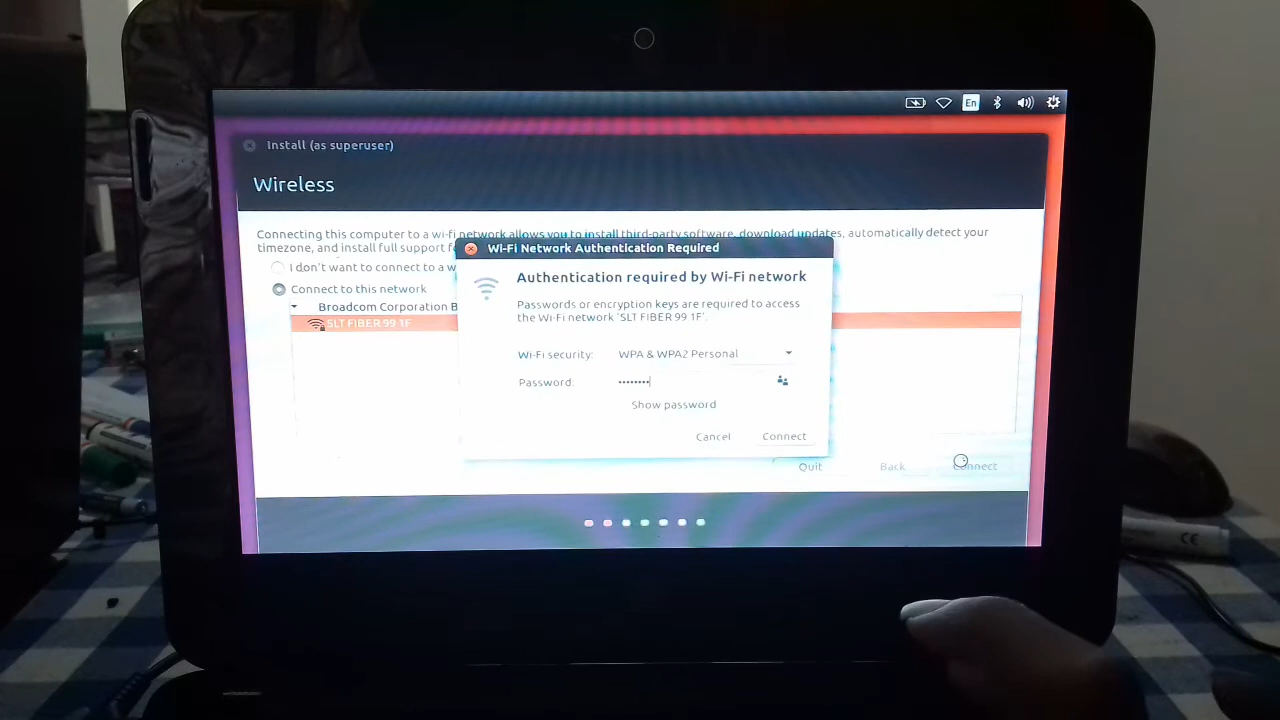 En
Install (as superuser)
Wireless
Connecting this computer to a wi-fi network allows you to install third-party software, download updates, automatically detect your
timezone, and install full support f
I don't want to connect to a w
Connect to this network
Broadcom Corporation B
SLT FIBER 99 1F
Wi-Fi Network Authentication Required
Authentication required by Wi-Fi network
Passwords or encryption keys are required to access
the Wi-Fi network 'SLT FIBER 99 1F'.
Wi-Fi security: WPA & WPA2 Personal
Password: ••••••••
Show password
Cancel Connect
Quit Back Connect
CE